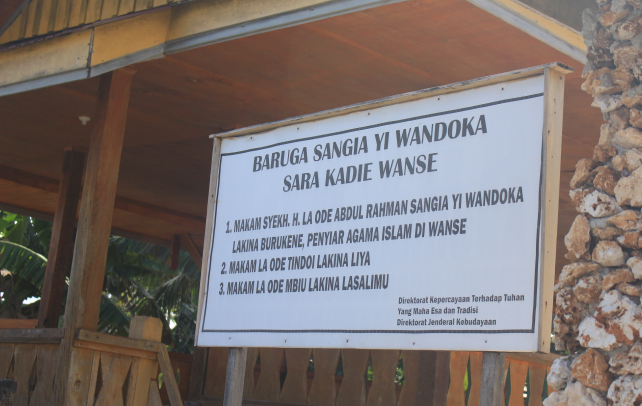 BARUGA SANGIA YI WANDOKA
SARA KADIE WANSE
1. MAKAM SYEKH. H. LA ODE ABDUL RAHMAN SANGIA YI WANDOKA
LAKINA BURUKENE, PENYIAR AGAMA ISLAM DI WANSE
2. MAKAM LA ODE TINDOI LAKINA LIYA
3. MAKAM LA ODE MBIU LAKINA LASALIMU
Direktorat Kepercayaan Terhadap Tuhan
Yang Maha Esa dan Tradisi
Direktorat Jenderal Kebudayaan